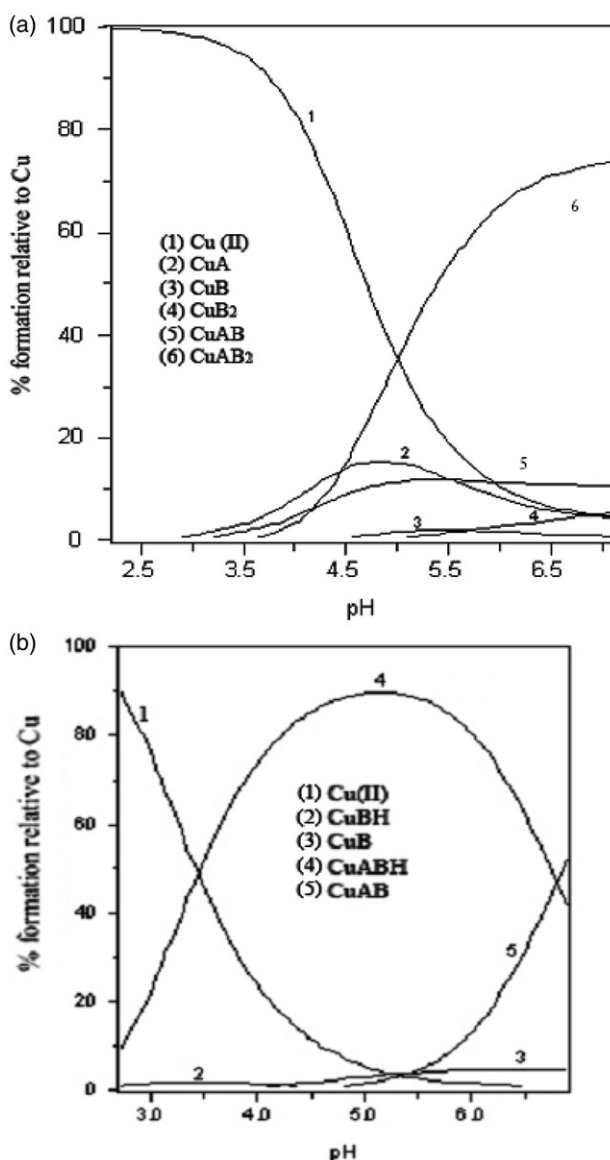 (a)
100
80
60
40
20
0
% formation relative to Cu
1
6
(1) Cu (II)
(2) CuA
(3) CuB
(4) CuB₂
(5) CuAB
(6) CuAB₂
2
5
3
4
2.5 3.5 4.5 5.5 6.5
pH
(b)
100
80
60
40
20
0
% formation relative to Cu
1
4
(1) Cu(II)
(2) CuBH
(3) CuB
(4) CuABH
(5) CuAB
5
2
3
3.0 4.0 5.0 6.0
pH